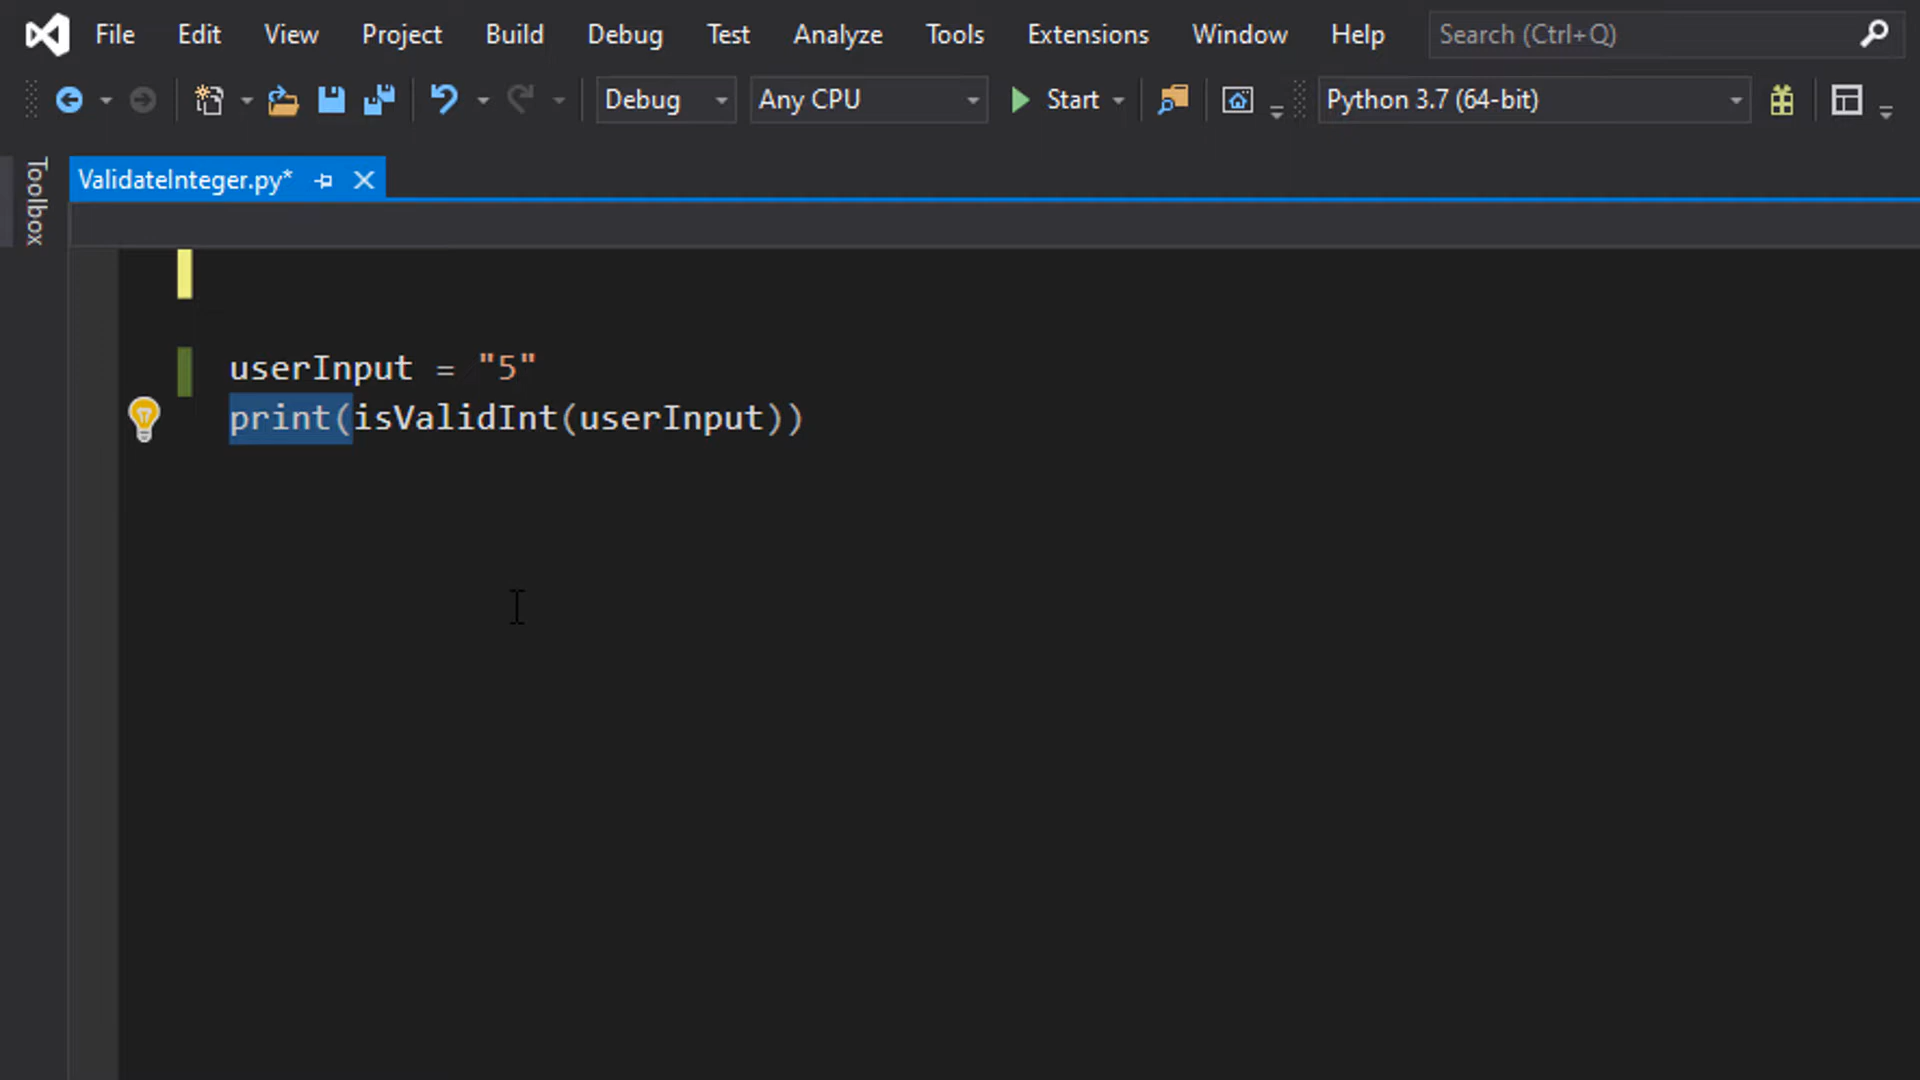 File Edit View Project Build Debug Test Analyze Tools Extensions Window Help Search (Ctrl+Q)
Debug Any CPU Start Python 3.7 (64-bit)
Toolbox
ValidateInteger.py*
userInput = "5"
print(isValidInt(userInput))